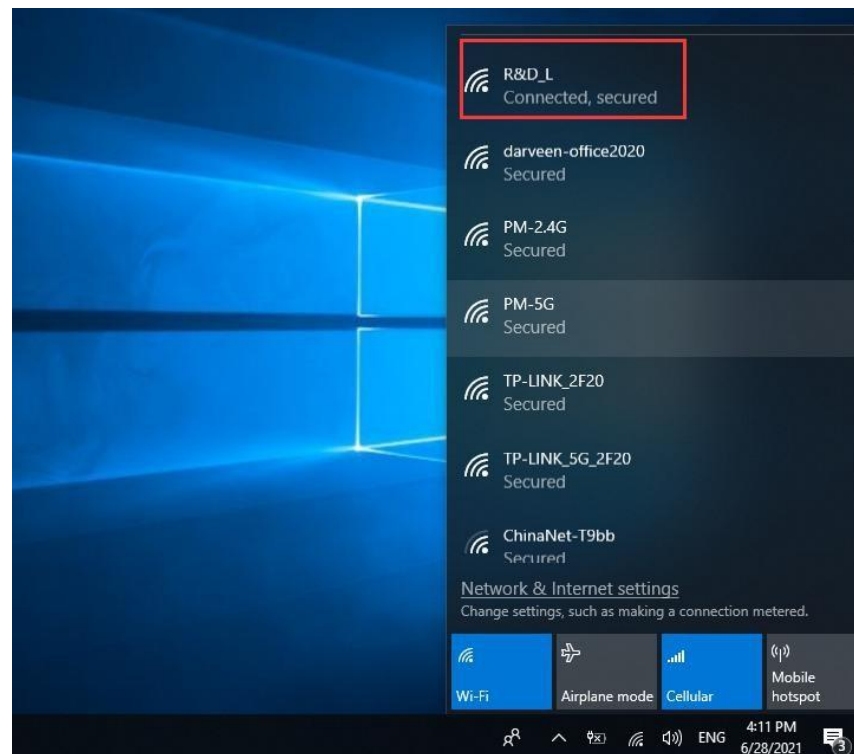 R&D_L
Connected, secured
darveen-office2020
Secured
PM-2.4G
Secured
PM-5G
Secured
TP-LINK_2F20
Secured
TP-LINK_5G_2F20
Secured
ChinaNet-T9bb
Secured
Network & Internet settings
Change settings, such as making a connection metered.
Wi-Fi
Airplane mode
Cellular
Mobile
hotspot
ENG
4:11 PM
6/28/2021
3